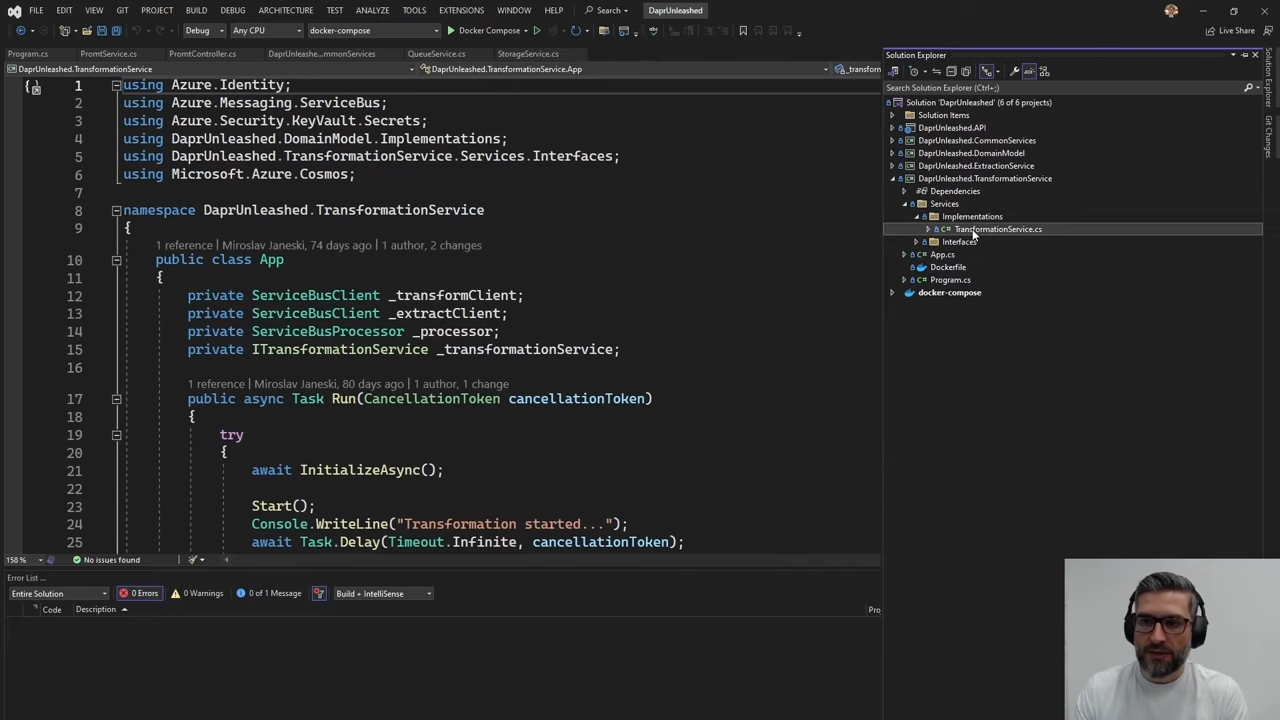 FILE EDIT VIEW GIT PROJECT BUILD DEBUG ARCHITECTURE TEST ANALYZE TOOLS EXTENSIONS WINDOW HELP Search DaprUnleashed
Debug Any CPU docker-compose Docker Compose Live Share
Program.cs PromtService.cs PromtController.cs DaprUnleashe...mmonServices QueueService.cs StorageService.cs
DaprUnleashed.TransformationService DaprUnleashed.TransformationService.App _transfor
1 using Azure.Identity;
2 using Azure.Messaging.ServiceBus;
3 using Azure.Security.KeyVault.Secrets;
4 using DaprUnleashed.DomainModel.Implementations;
5 using DaprUnleashed.TransformationService.Services.Interfaces;
6 using Microsoft.Azure.Cosmos;
7
8 namespace DaprUnleashed.TransformationService
9 {
1 reference | Miroslav Janeski, 74 days ago | 1 author, 2 changes
10 public class App
11 {
12 private ServiceBusClient _transformClient;
13 private ServiceBusClient _extractClient;
14 private ServiceBusProcessor _processor;
15 private ITransformationService _transformationService;
16
1 reference | Miroslav Janeski, 80 days ago | 1 author, 1 change
17 public async Task Run(CancellationToken cancellationToken)
18 {
19 try
20 {
21 await InitializeAsync();
22
23 Start();
24 Console.WriteLine("Transformation started...");
25 await Task.Delay(Timeout.Infinite, cancellationToken);
158 % No issues found
Error List ...
Entire Solution 0 Errors 0 Warnings 0 of 1 Message Build + IntelliSense
Code Description Pro
Solution Explorer
Search Solution Explorer (Ctrl+;)
Solution 'DaprUnleashed' (6 of 6 projects)
Solution Items
DaprUnleashed.API
DaprUnleashed.CommonServices
DaprUnleashed.DomainModel
DaprUnleashed.ExtractionService
DaprUnleashed.TransformationService
Dependencies
Services
Implementations
C# TransformationService.cs
Interfaces
C# App.cs
Dockerfile
C# Program.cs
docker-compose
Solution Explorer
Git Changes